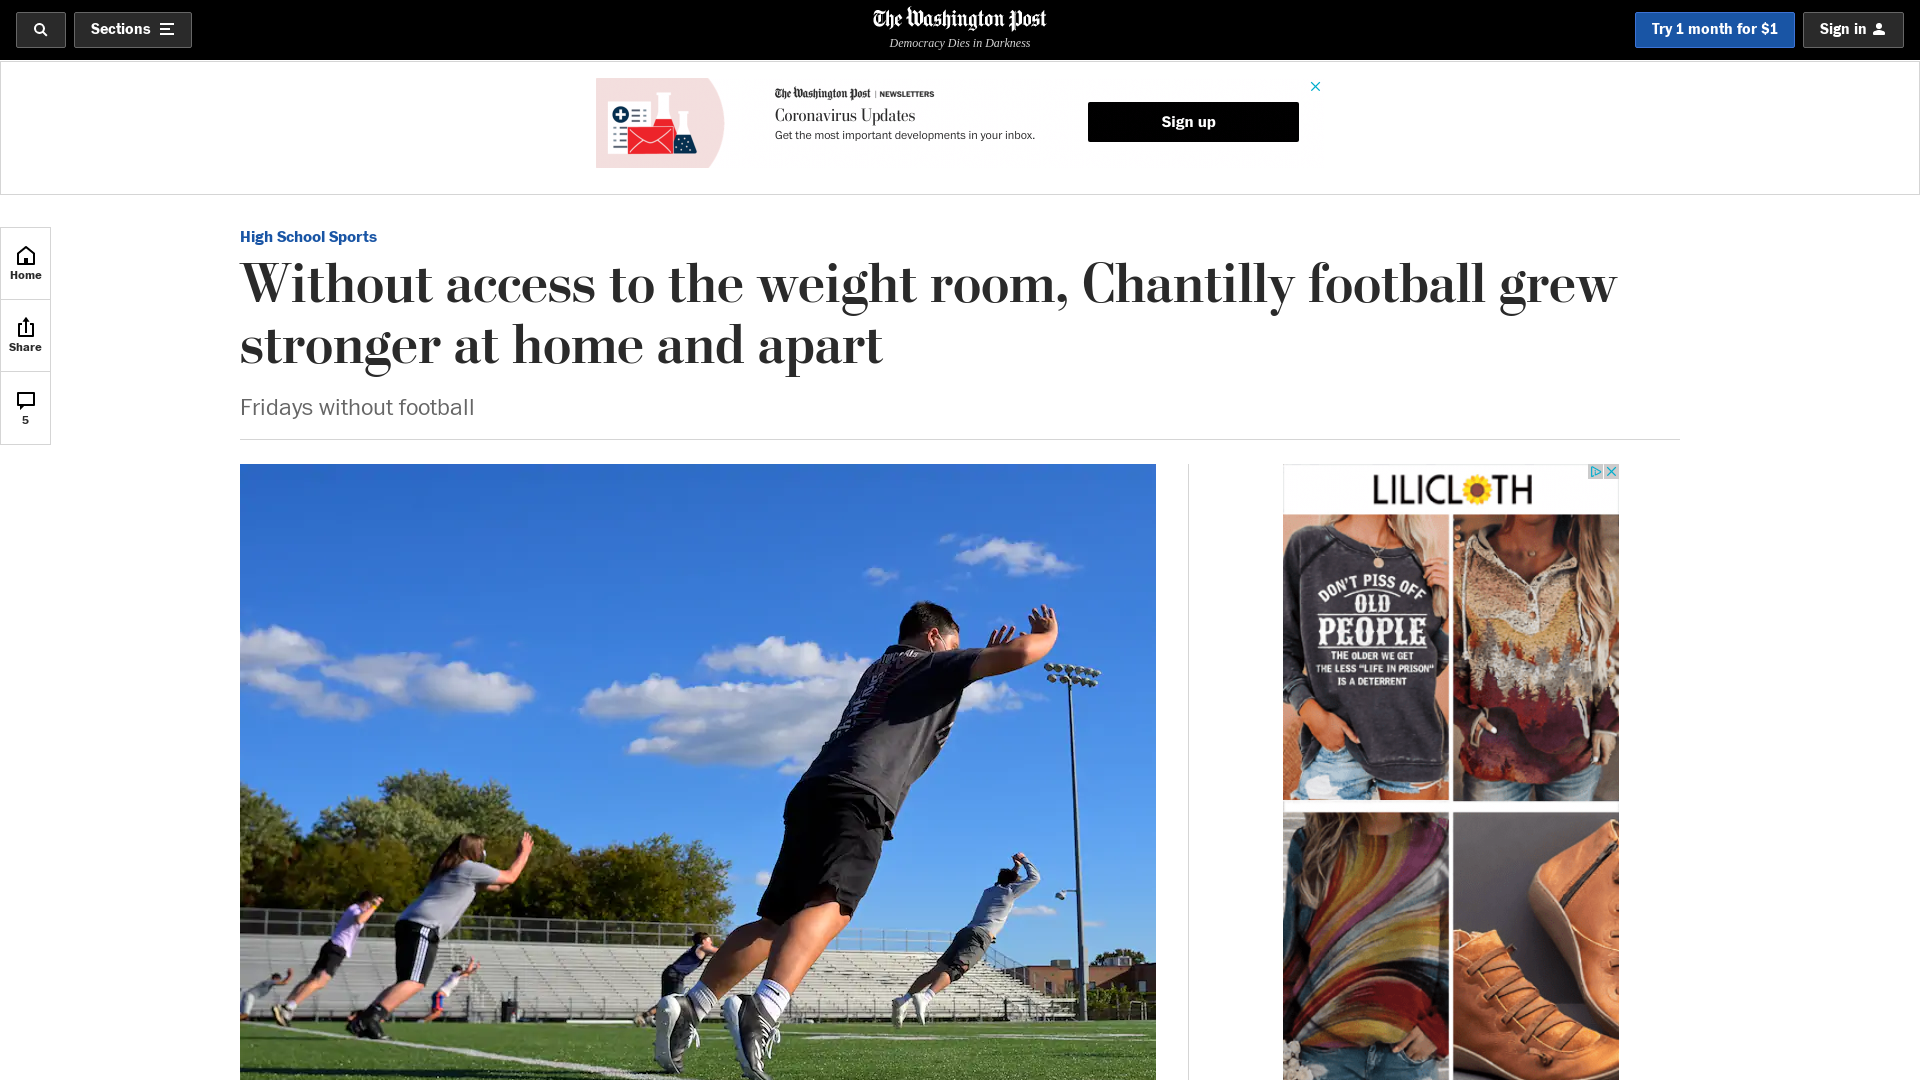 Sections
The Washington Post
Democracy Dies in Darkness
Try 1 month for $1
Sign in
The Washington Post | NEWSLETTERS
Coronavirus Updates
Get the most important developments in your inbox.
Sign up
Home
Share
5
High School Sports
Without access to the weight room, Chantilly football grew
stronger at home and apart
Fridays without football
LILICLOTH
DON'T PISS OFF
OLD
PEOPLE
THE OLDER WE GET
THE LESS "LIFE IN PRISON"
IS A DETERRENT